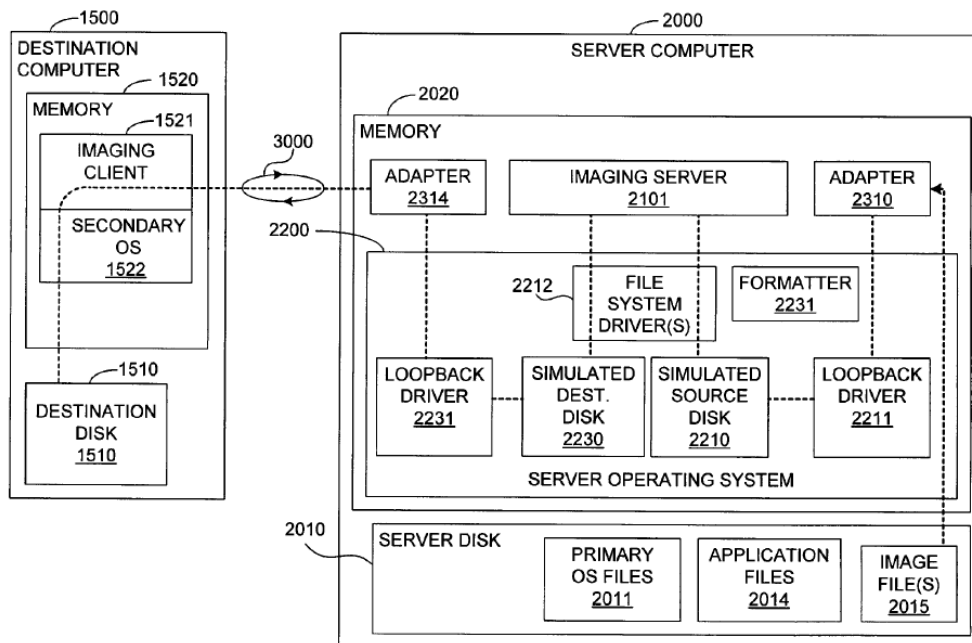 1500
DESTINATION
COMPUTER
1520
MEMORY
1521
IMAGING
CLIENT
SECONDARY
OS
1522
1510
DESTINATION
DISK
1510
3000
2000
SERVER COMPUTER
2020
MEMORY
ADAPTER
2314
IMAGING SERVER
2101
ADAPTER
2310
2200
2212
FILE
SYSTEM
DRIVER(S)
FORMATTER
2231
LOOPBACK
DRIVER
2231
SIMULATED
DEST.
DISK
2230
SIMULATED
SOURCE
DISK
2210
LOOPBACK
DRIVER
2211
SERVER OPERATING SYSTEM
2010
SERVER DISK
PRIMARY
OS FILES
2011
APPLICATION
FILES
2014
IMAGE
FILE(S)
2015